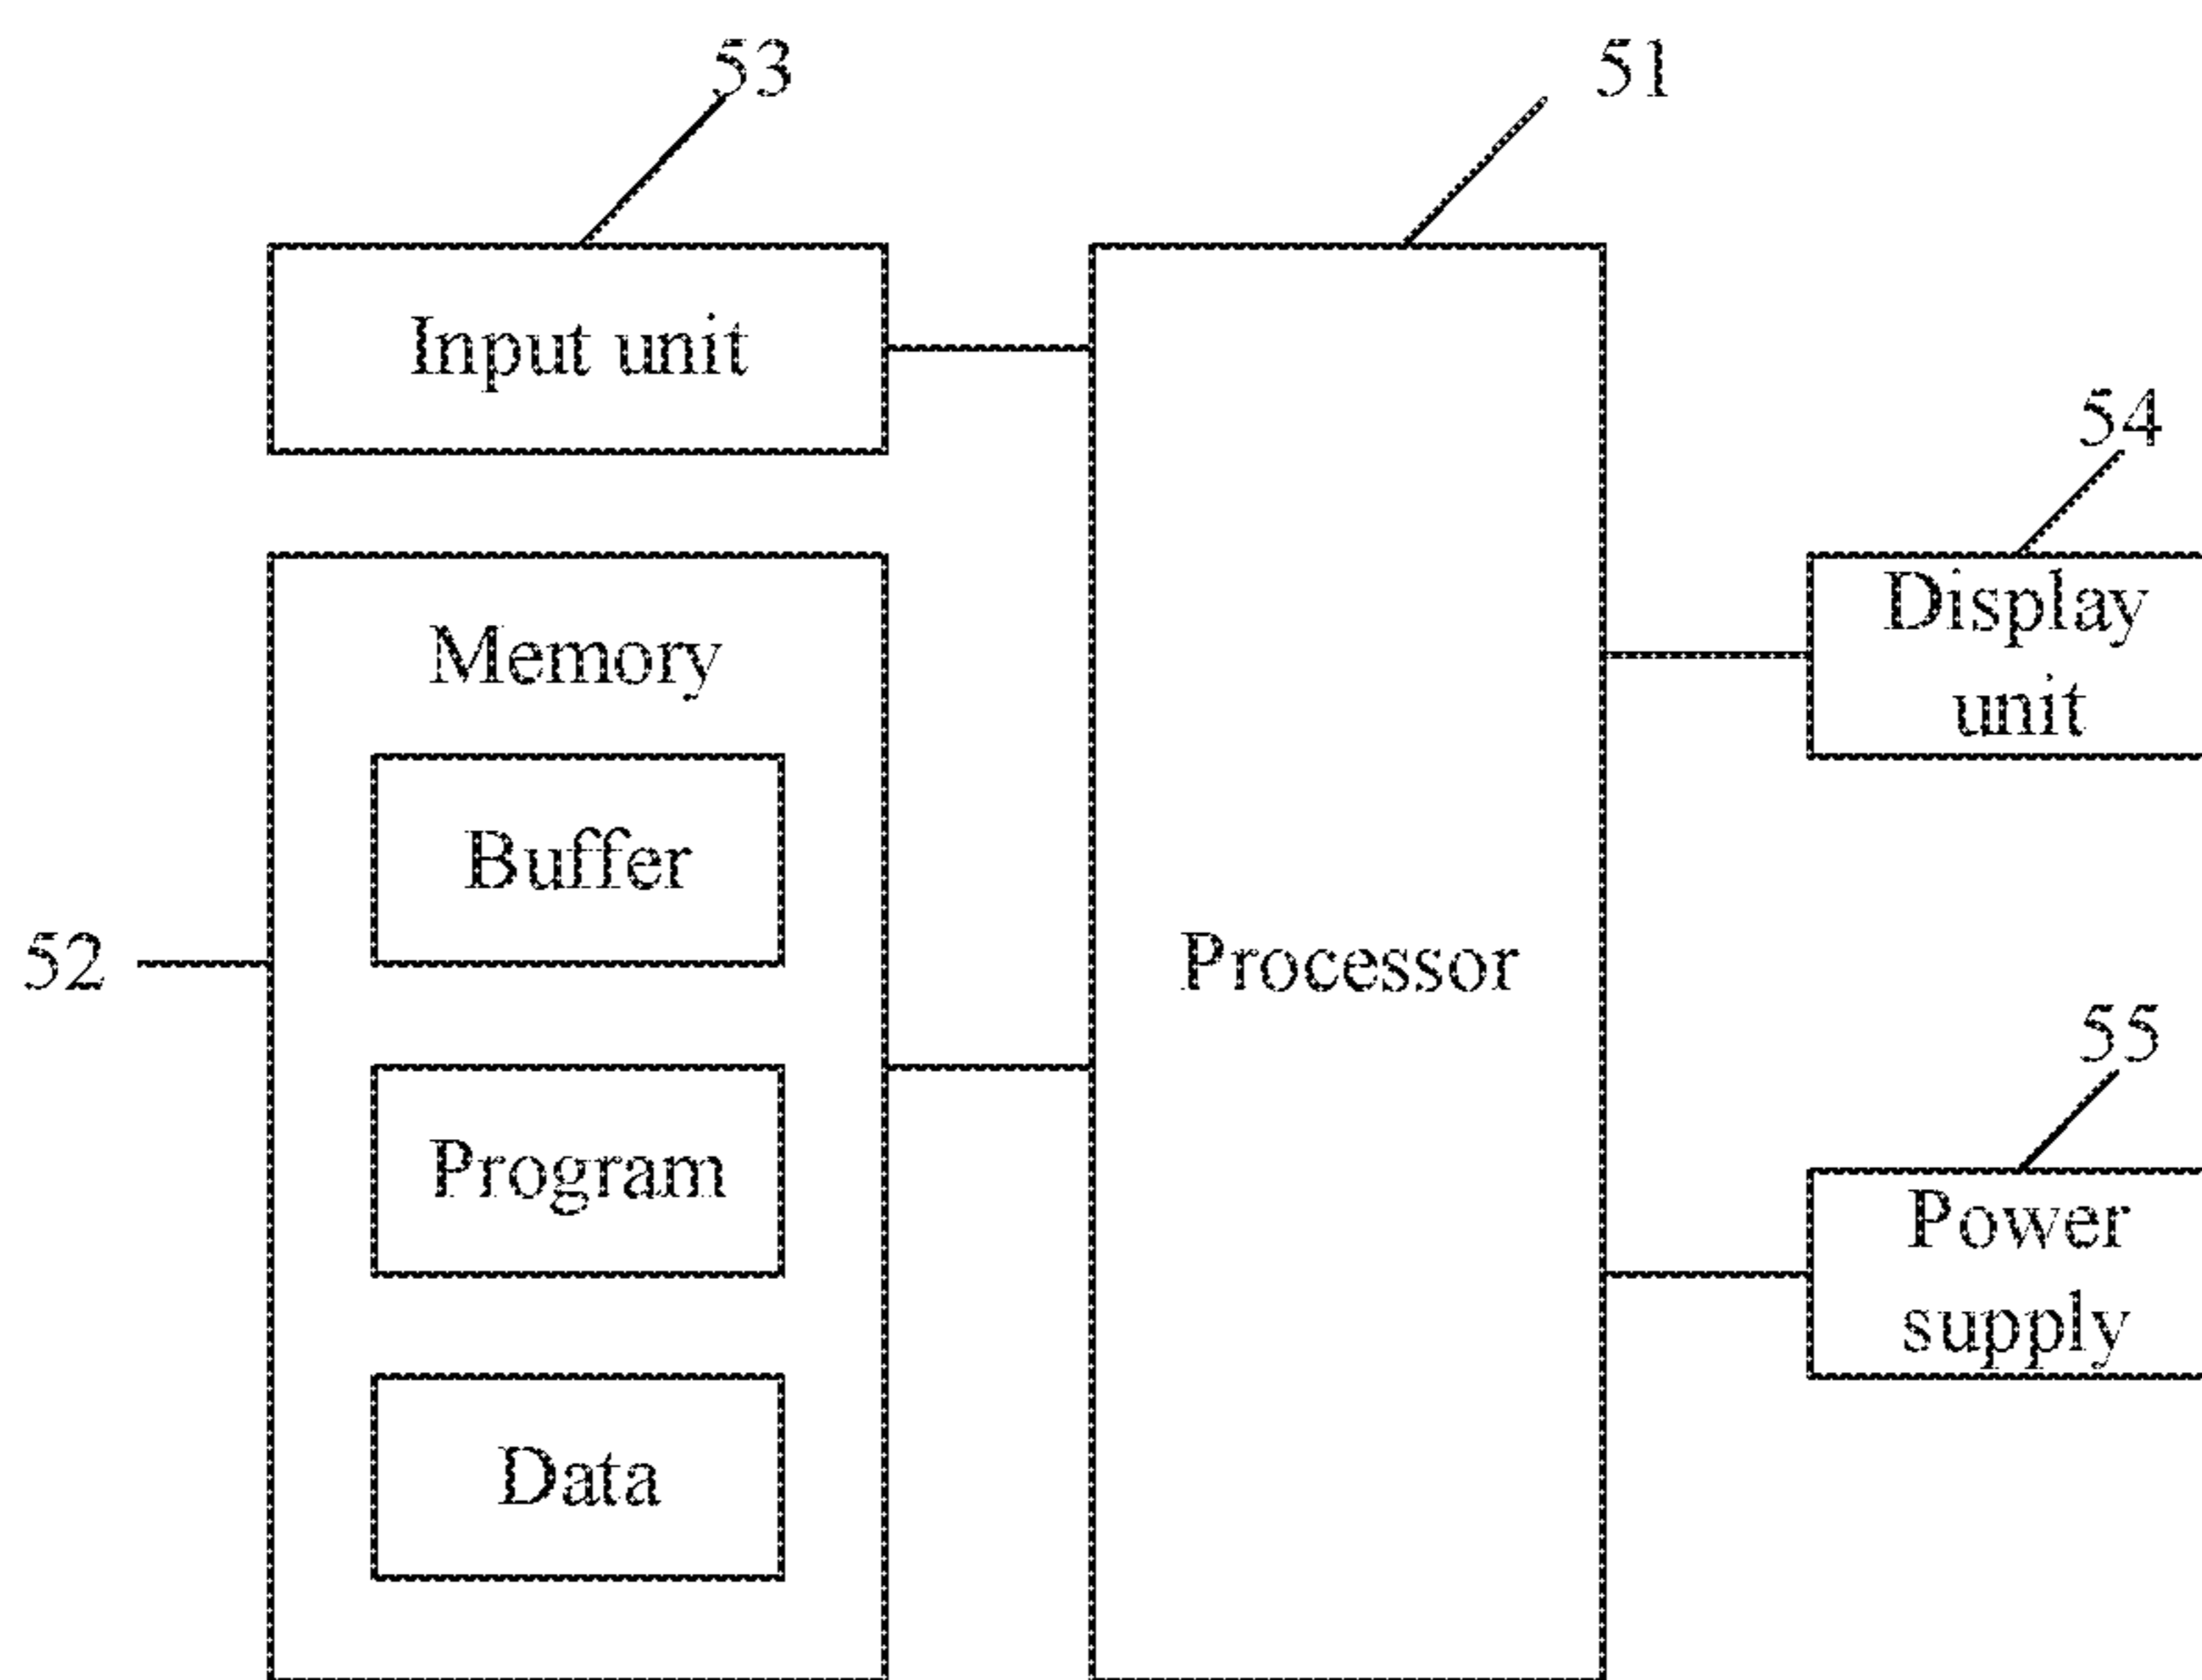 53
51
Input unit
54
Display
unit
Memory
Buffer
52
Processor
55
Program
Power
supply
Data